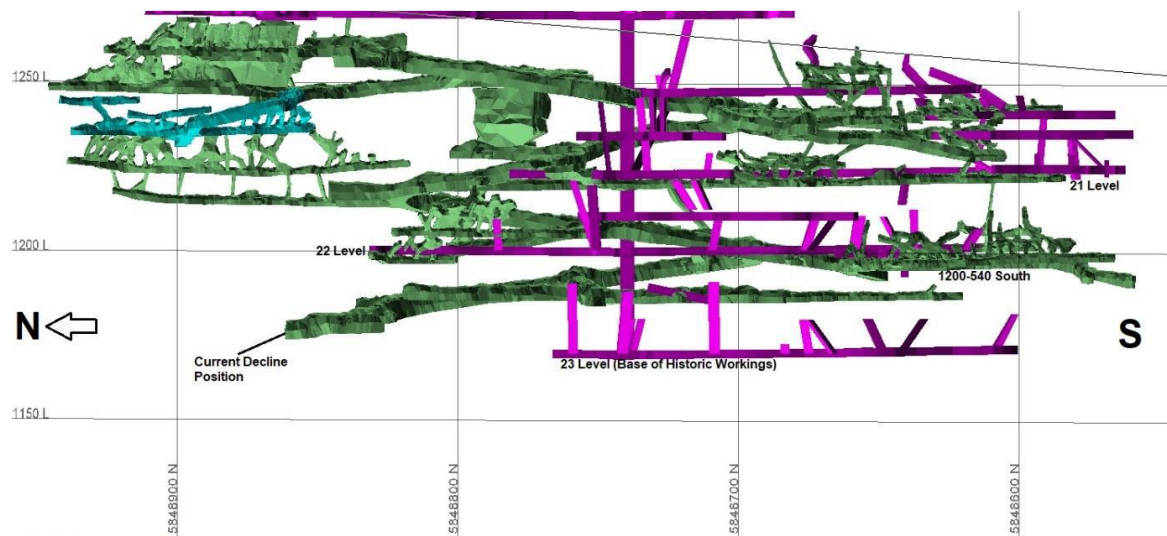 1250 L
21 Level
1200 L
22 Level
1200-540 South
N
S
Current Decline
Position
23 Level (Base of Historic Workings)
1150 L
5848900 N
5848800 N
5848700 N
5848600 N